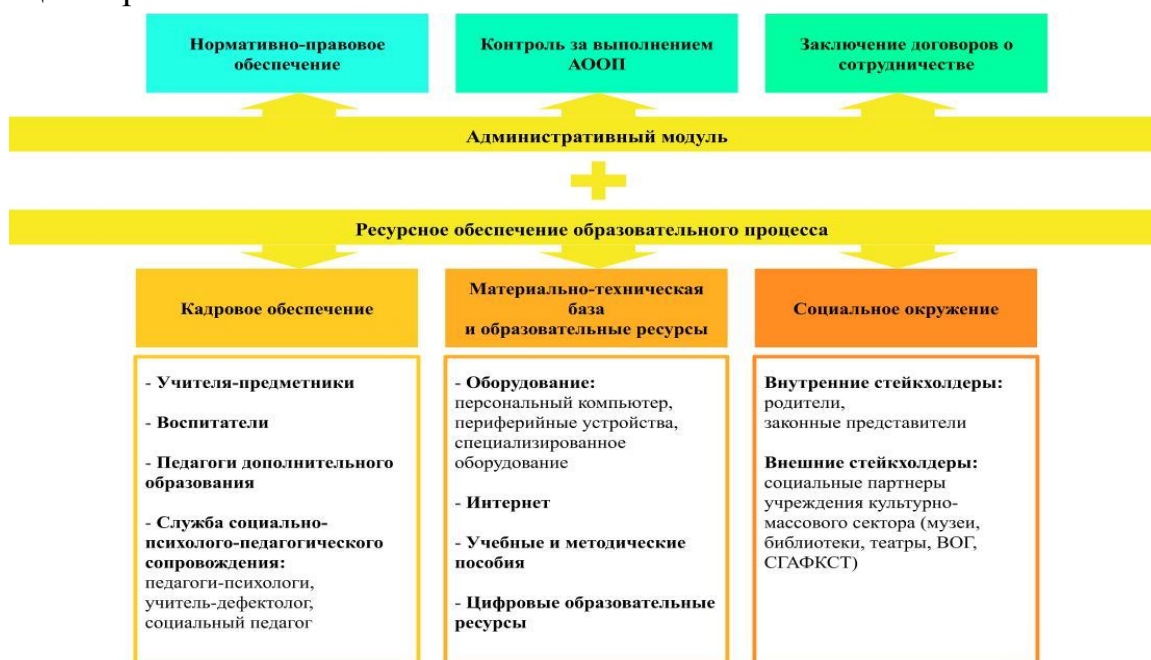 Нормативно-правовое
обеспечение
Контроль за выполнением
АООП
Заключение договоров о
сотрудничестве
Административный модуль
Ресурсное обеспечение образовательного процесса
Кадровое обеспечение
Материально-техническая
база
и образовательные ресурсы
Социальное окружение
- Учителя-предметники
- Воспитатели
- Педагоги дополнительного
образования
- Служба социально-
психолого-педагогического
сопровождения:
педагоги-психологи,
учитель-дефектолог,
социальный педагог
- Оборудование:
персональный компьютер,
периферийные устройства,
специализированное
оборудование
- Интернет
- Учебные и методические
пособия
- Цифровые образовательные
ресурсы
Внутренние стейкхолдеры:
родители,
законные представители
Внешние стейкхолдеры:
социальные партнеры
учреждения культурно-
массового сектора (музеи,
библиотеки, театры, ВОГ,
СГАФКСТ)